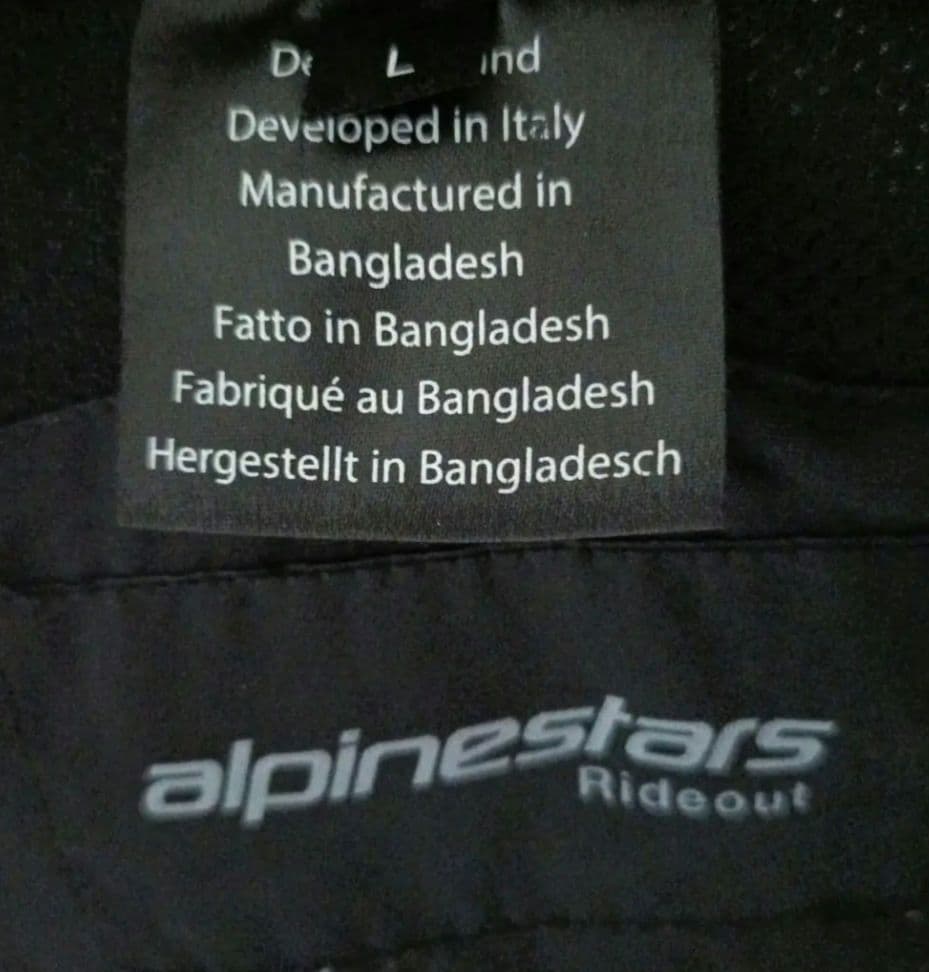 L
Developed in Italy
Manufactured in
Bangladesh
Fatto in Bangladesh
Fabriqué au Bangladesh
Hergestellt in Bangladesch
alpinestars
Rideout